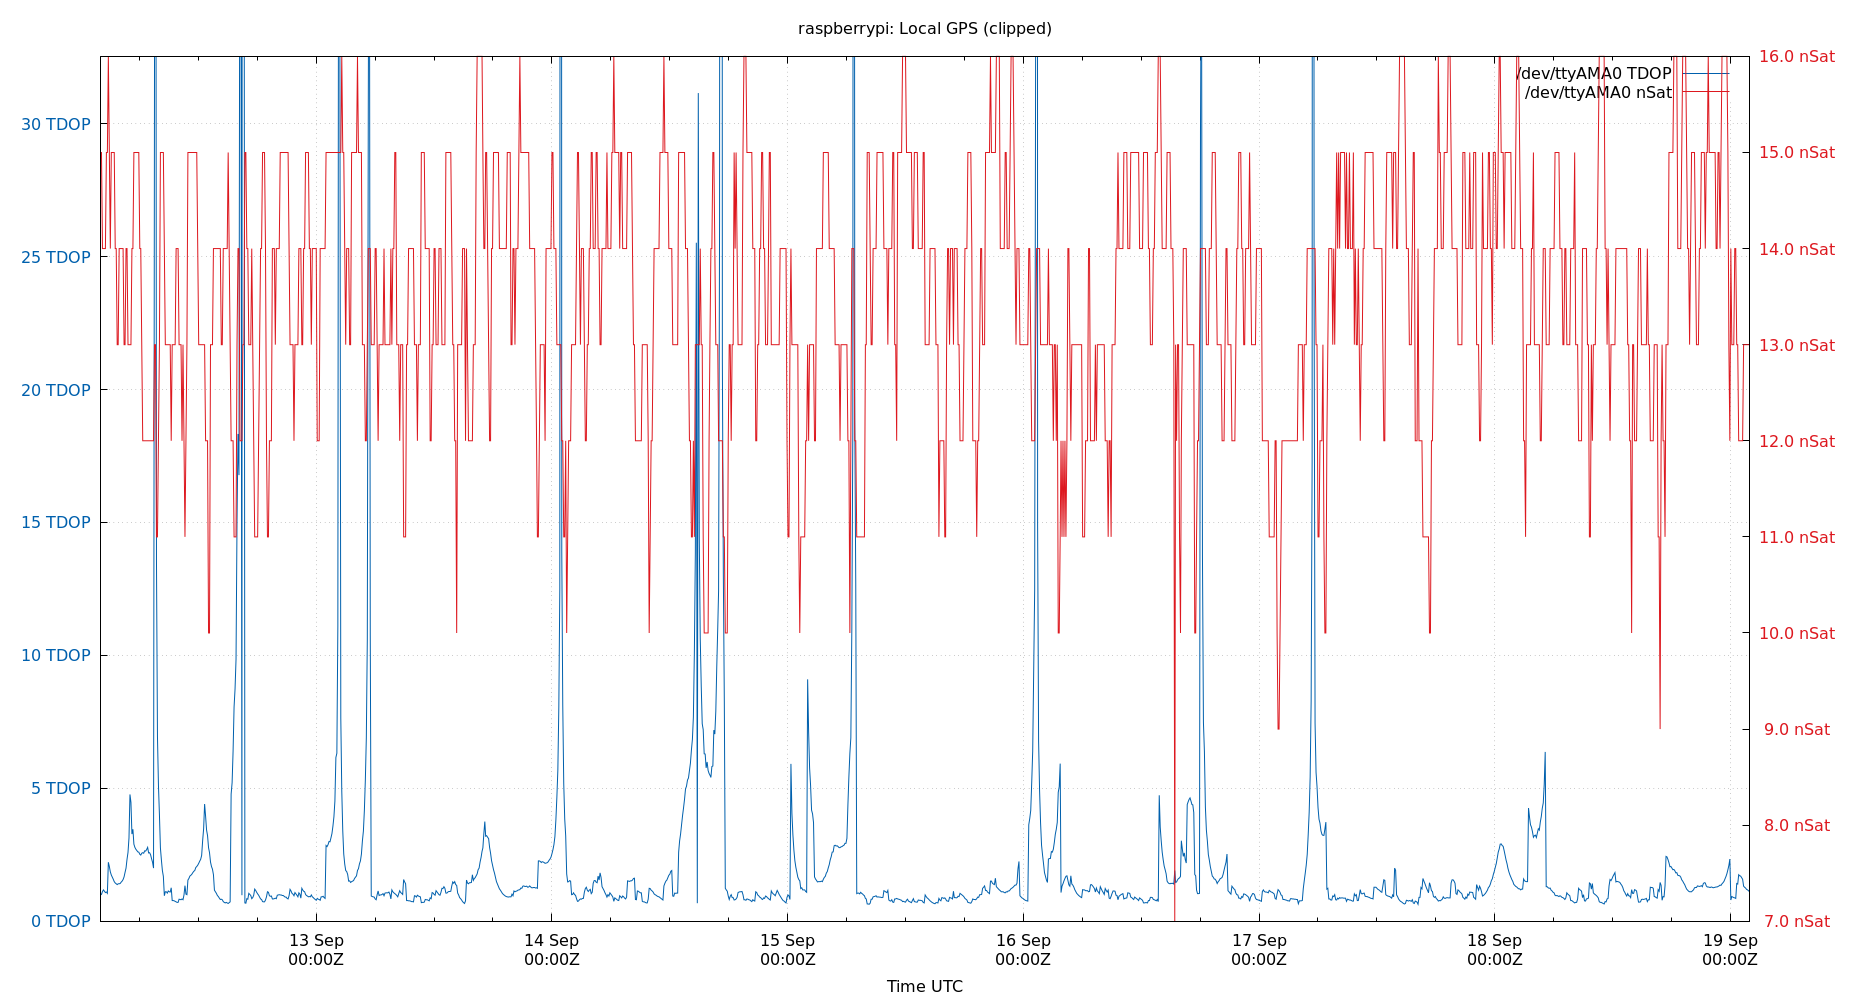 raspberrypi: Local GPS (clipped)
16.0 nSat
/dev/ttyAMA0 TDOP
/dev/ttyAMA0 nSat
30 TDOP
15.0 nSat
25 TDOP
14.0 nSat
13.0 nSat
20 TDOP
12.0 nSat
15 TDOP
11.0 nSat
10 TDOP
10.0 nSat
9.0 nSat
5 TDOP
8.0 nSat
0 TDOP
7.0 nSat
13 Sep
00:00Z
14 Sep
00:00Z
15 Sep
00:00Z
16 Sep
00:00Z
17 Sep
00:00Z
18 Sep
00:00Z
19 Sep
00:00Z
Time UTC